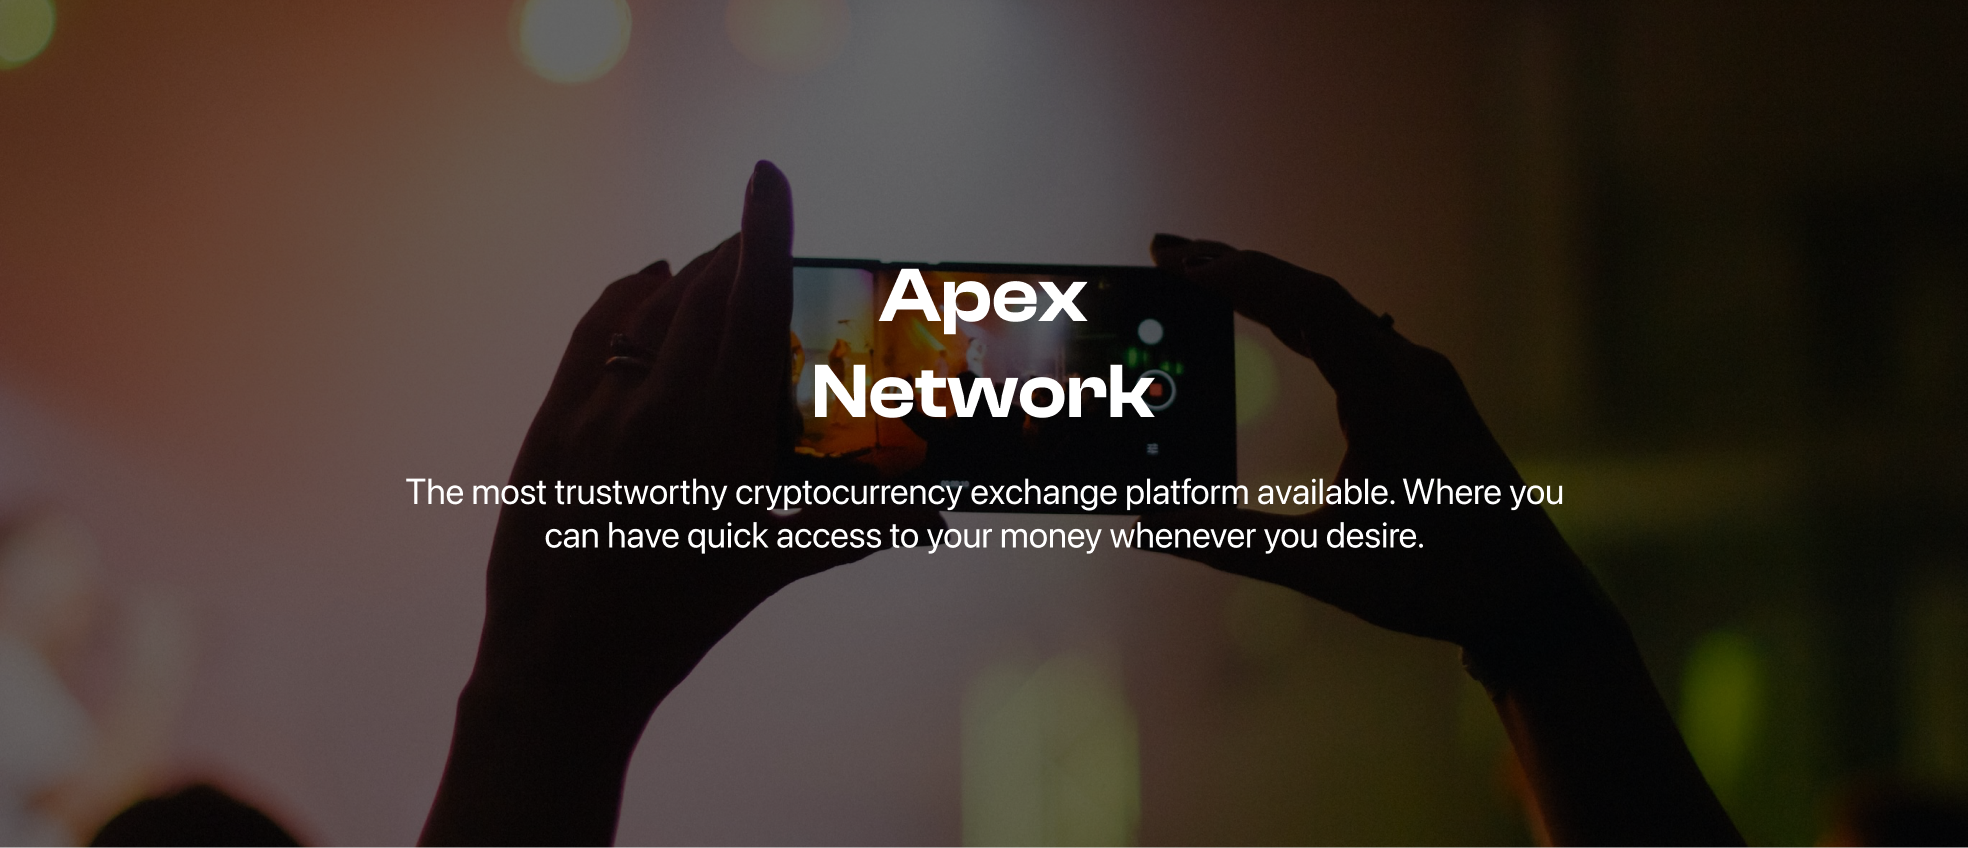 Apex
Network
The most trustworthy cryptocurrency exchange platform available. Where you
can have quick access to your money whenever you desire.